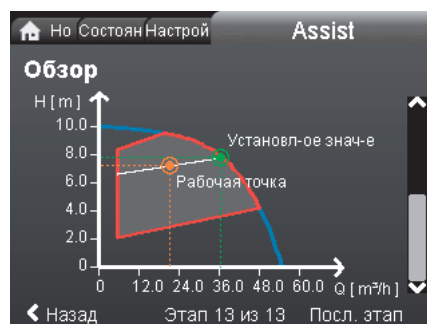 Но Состоян Настрой Assist
Обзор
H [ m ]
10.0
Установл-ое знач-е
8.0
Рабочая точка
6.0
4.0
2.0
0
0 12.0 24.0 36.0 48.0 60.0 Q [ m³/h ]
Назад Этап 13 из 13 Посл. этап